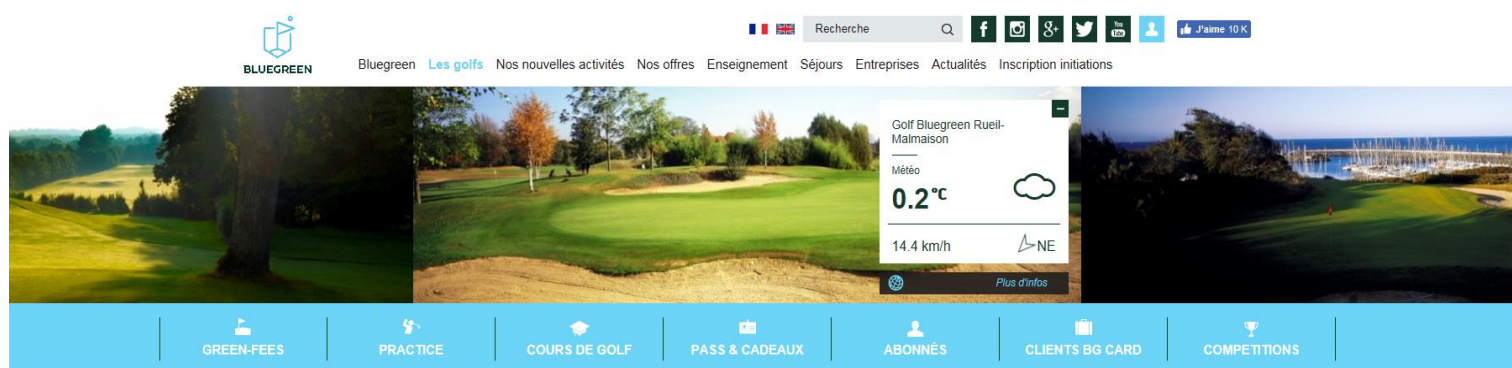 Recherche
f
g+
You
Tube
J'aime 10 K
BLUEGREEN
Bluegreen Les golfs Nos nouvelles activités Nos offres Enseignement Séjours Entreprises Actualités Inscription initiations
Golf Bluegreen Rueil-
Malmaison
Météo
0.2°C
14.4 km/h NE
Plus d'infos
GREEN-FEES PRACTICE COURS DE GOLF PASS & CADEAUX ABONNÉS CLIENTS BG CARD COMPETITIONS